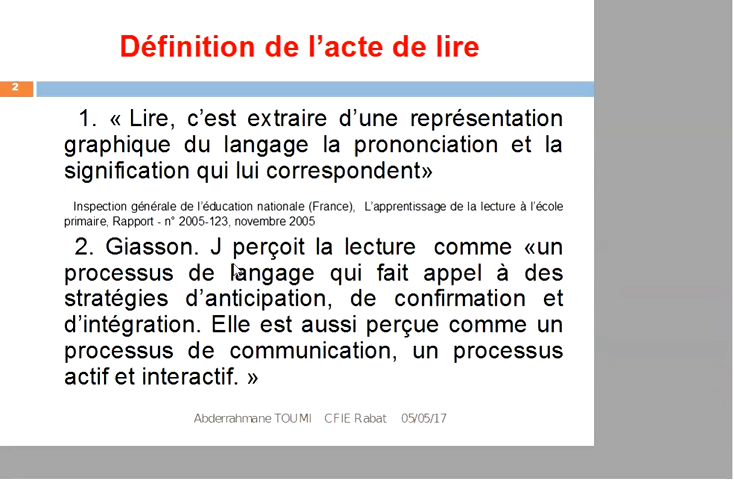 Définition de l’acte de lire
2
1. « Lire, c’est extraire d’une représentation
graphique du langage la prononciation et la
signification qui lui correspondent»
Inspection générale de l’éducation nationale (France), L’apprentissage de la lecture à l’école
primaire, Rapport - n° 2005-123, novembre 2005
2. Giasson. J perçoit la lecture comme «un
processus de langage qui fait appel à des
stratégies d’anticipation, de confirmation et
d’intégration. Elle est aussi perçue comme un
processus de communication, un processus
actif et interactif. »
Abderrahmane TOUMI CFIE Rabat 05/05/17